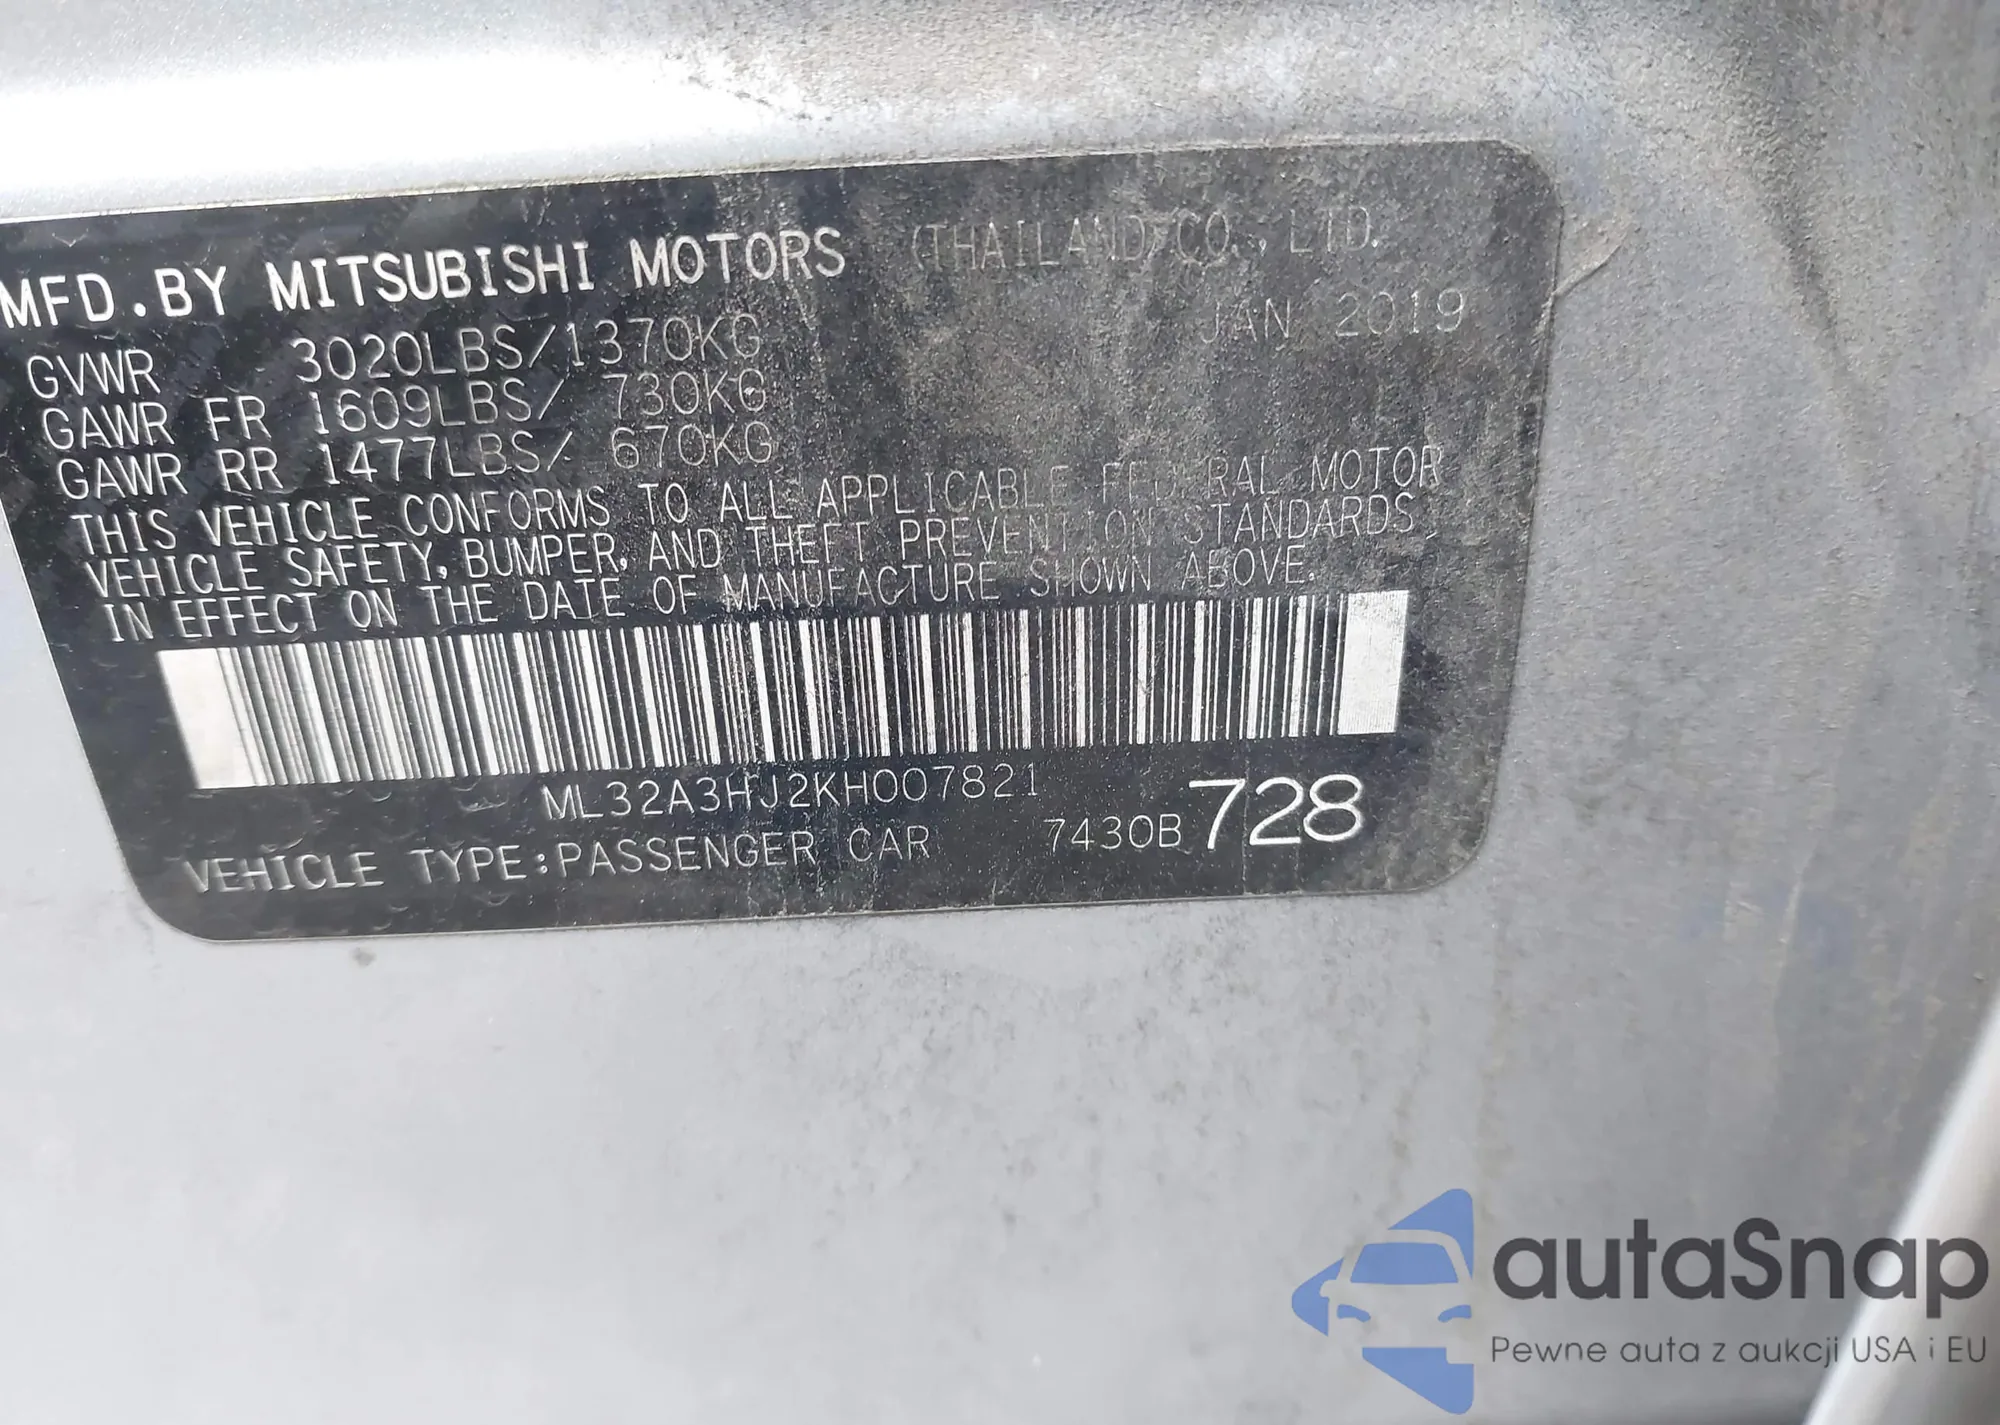 MFD.BY MITSUBISHI MOTORS (THAILAND) CO., LTD.
JAN 2019
GVWR 3020LBS/1370KG
GAWR FR 1609LBS/ 730KG
GAWR RR 1477LBS/ 670KG
THIS VEHICLE CONFORMS TO ALL APPLICABLE FEDERAL MOTOR
VEHICLE SAFETY, BUMPER, AND THEFT PREVENTION STANDARDS
IN EFFECT ON THE DATE OF MANUFACTURE SHOWN ABOVE.
ML32A3HJ2KH007821
VEHICLE TYPE:PASSENGER CAR 7430B 728
autaSnap
Pewne auta z aukcji USA i EU